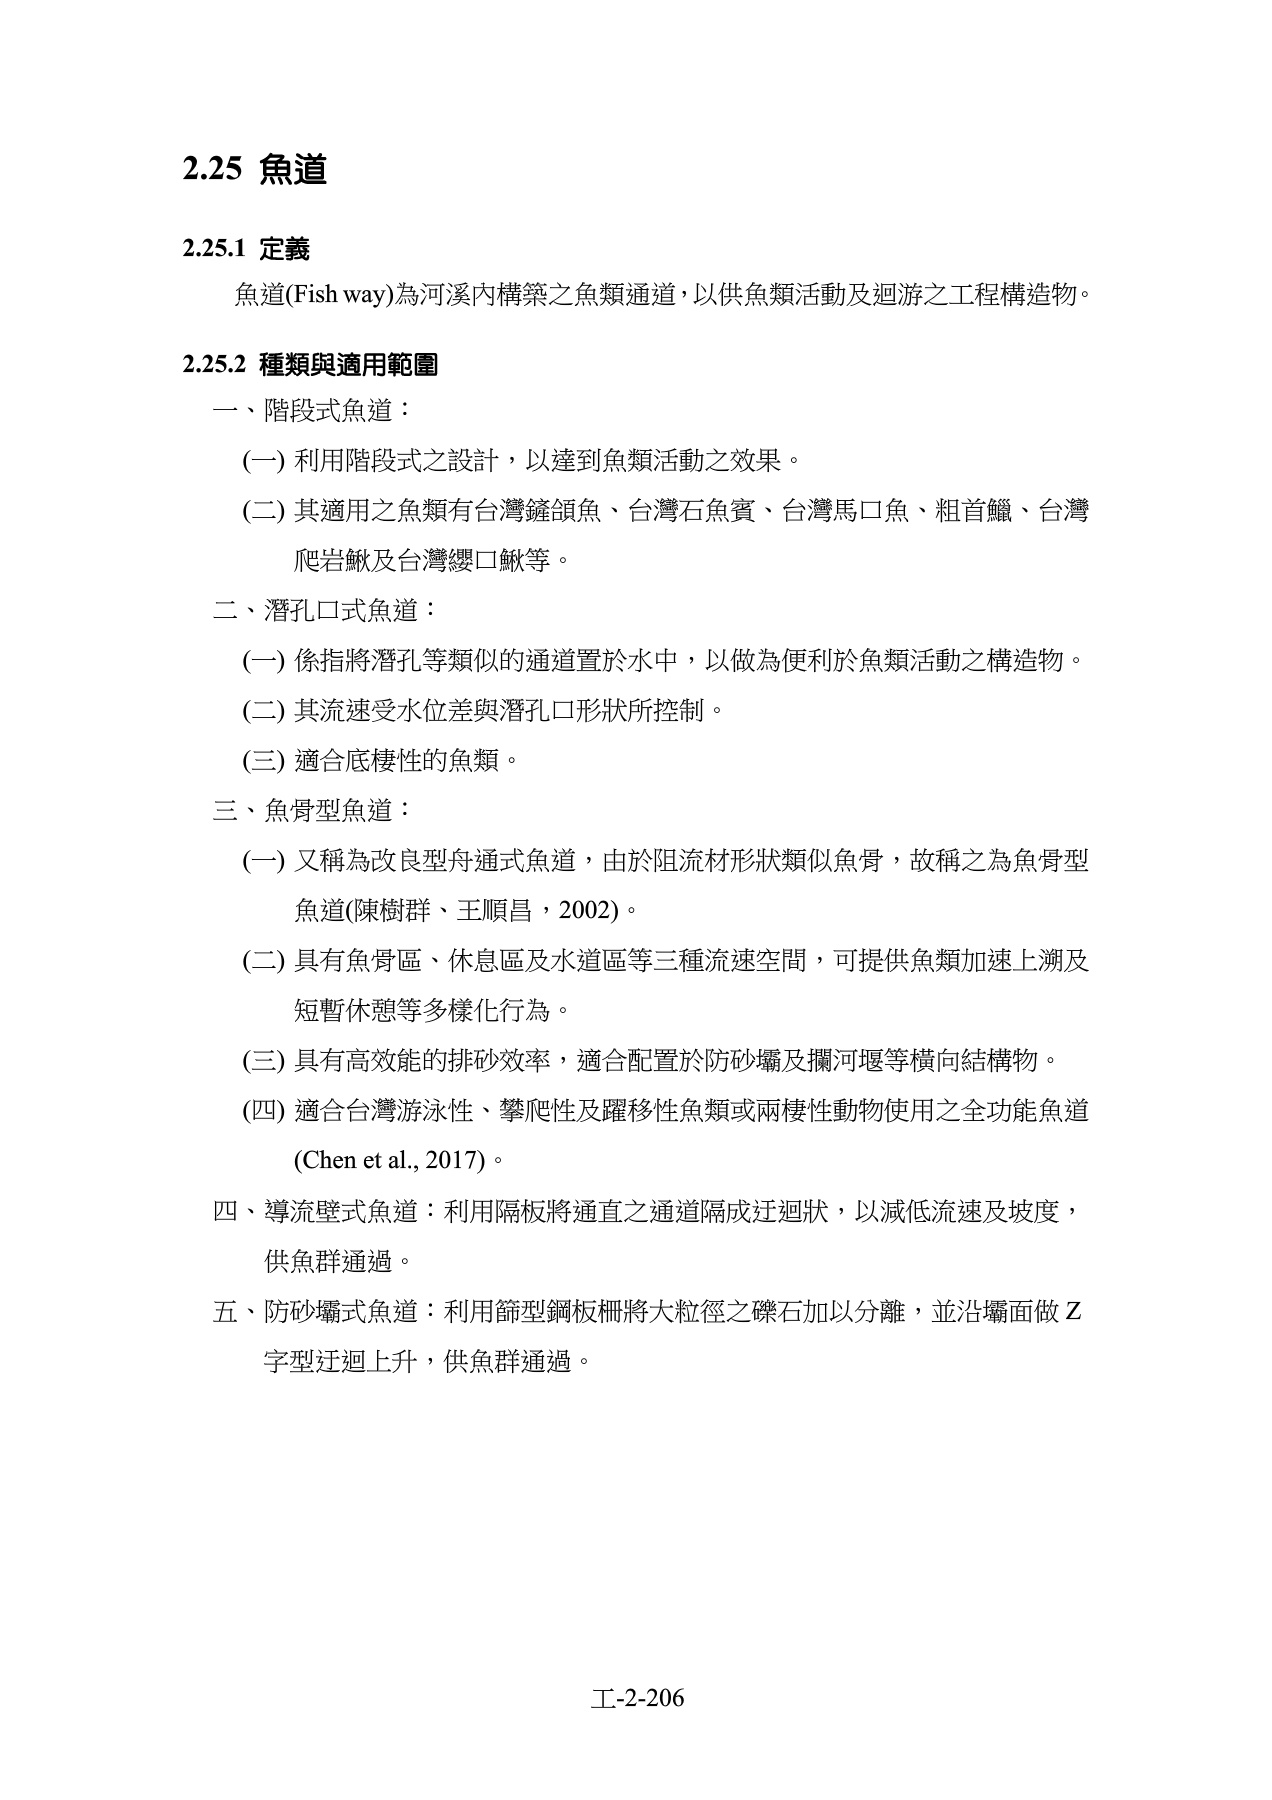 2.25 魚道
2.25.1 定義
魚道(Fish way)為河溪內構築之魚類通道，以供魚類活動及迴游之工程構造物。
2.25.2 種類與適用範圍
一、階段式魚道：
(一) 利用階段式之設計，以達到魚類活動之效果。
(二) 其適用之魚類有台灣鏟頜魚、台灣石魚賓、台灣馬口魚、粗首鱲、台灣
爬岩鰍及台灣纓口鰍等。
二、潛孔口式魚道：
(一) 係指將潛孔等類似的通道置於水中，以做為便利於魚類活動之構造物。
(二) 其流速受水位差與潛孔口形狀所控制。
(三) 適合底棲性的魚類。
三、魚骨型魚道：
(一) 又稱為改良型舟通式魚道，由於阻流材形狀類似魚骨，故稱之為魚骨型
魚道(陳樹群、王順昌，2002)。
(二) 具有魚骨區、休息區及水道區等三種流速空間，可提供魚類加速上溯及
短暫休憩等多樣化行為。
(三) 具有高效能的排砂效率，適合配置於防砂壩及攔河堰等橫向結構物。
(四) 適合台灣游泳性、攀爬性及躍移性魚類或兩棲性動物使用之全功能魚道
(Chen et al., 2017)。
四、導流壁式魚道：利用隔板將通直之通道隔成迂迴狀，以減低流速及坡度，
供魚群通過。
五、防砂壩式魚道：利用篩型鋼板柵將大粒徑之礫石加以分離，並沿壩面做 Z
字型迂迴上升，供魚群通過。
工-2-206